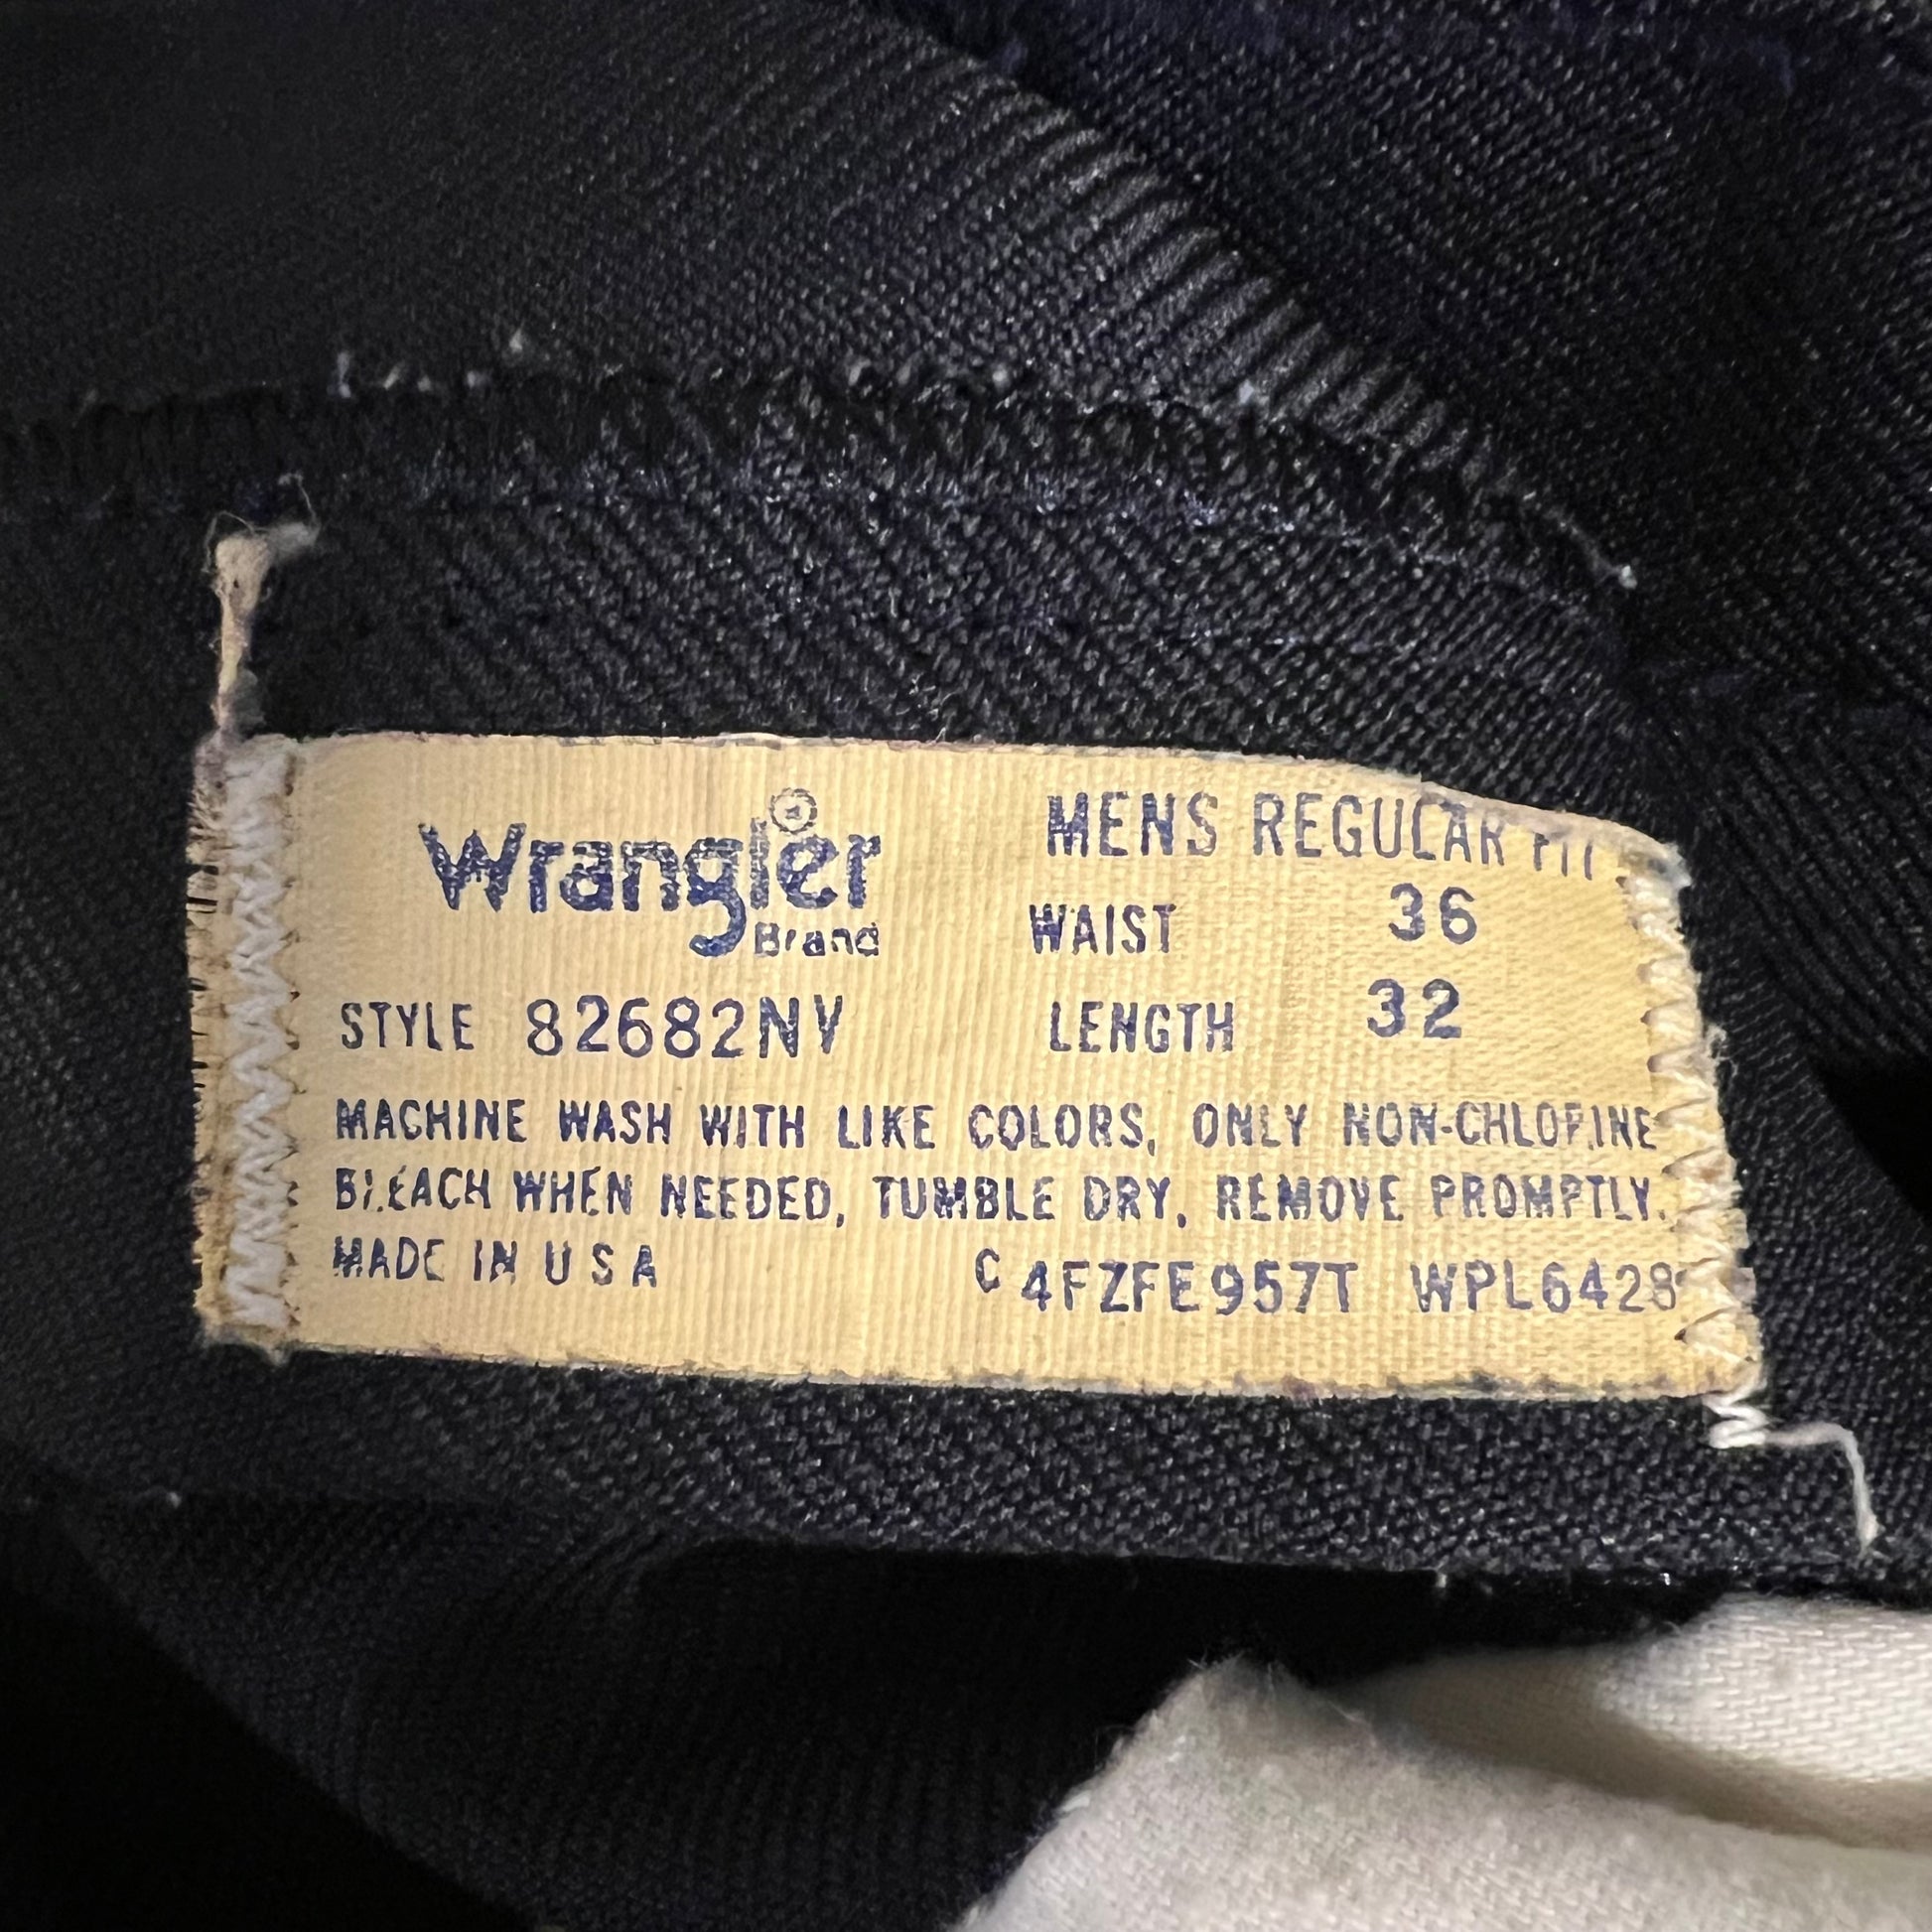 Wrangler®
Brand
MENS REGULAR FIT
WAIST 36
STYLE 82682NV
LENGTH 32
MACHINE WASH WITH LIKE COLORS, ONLY NON-CHLORINE
BLEACH WHEN NEEDED, TUMBLE DRY, REMOVE PROMPTLY.
MADE IN U S A
C 4FZFE957T WPL6428